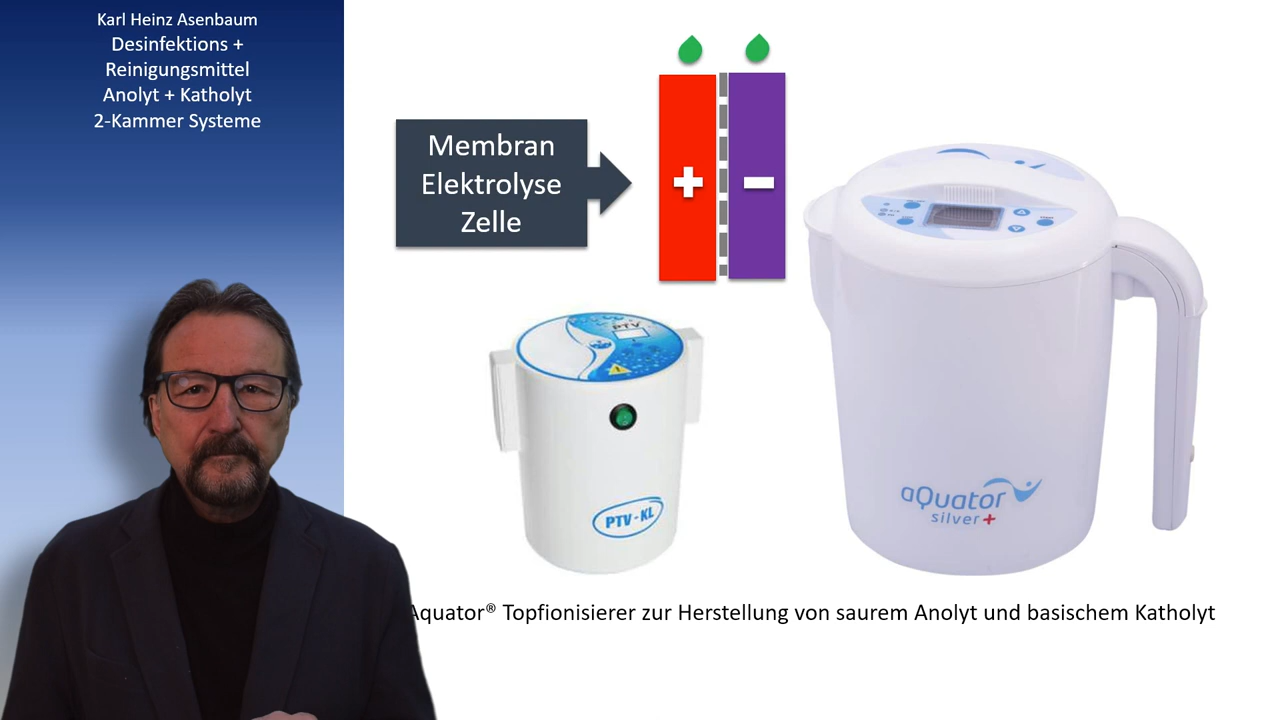 Karl Heinz Asenbaum
Desinfektions +
Reinigungsmittel
Anolyt + Katholyt
2-Kammer Systeme
Membran
Elektrolyse
Zelle
+
-
PTV
PTV-KL
aQuator
silver+
Aquator® Topfionisierer zur Herstellung von saurem Anolyt und basischem Katholyt